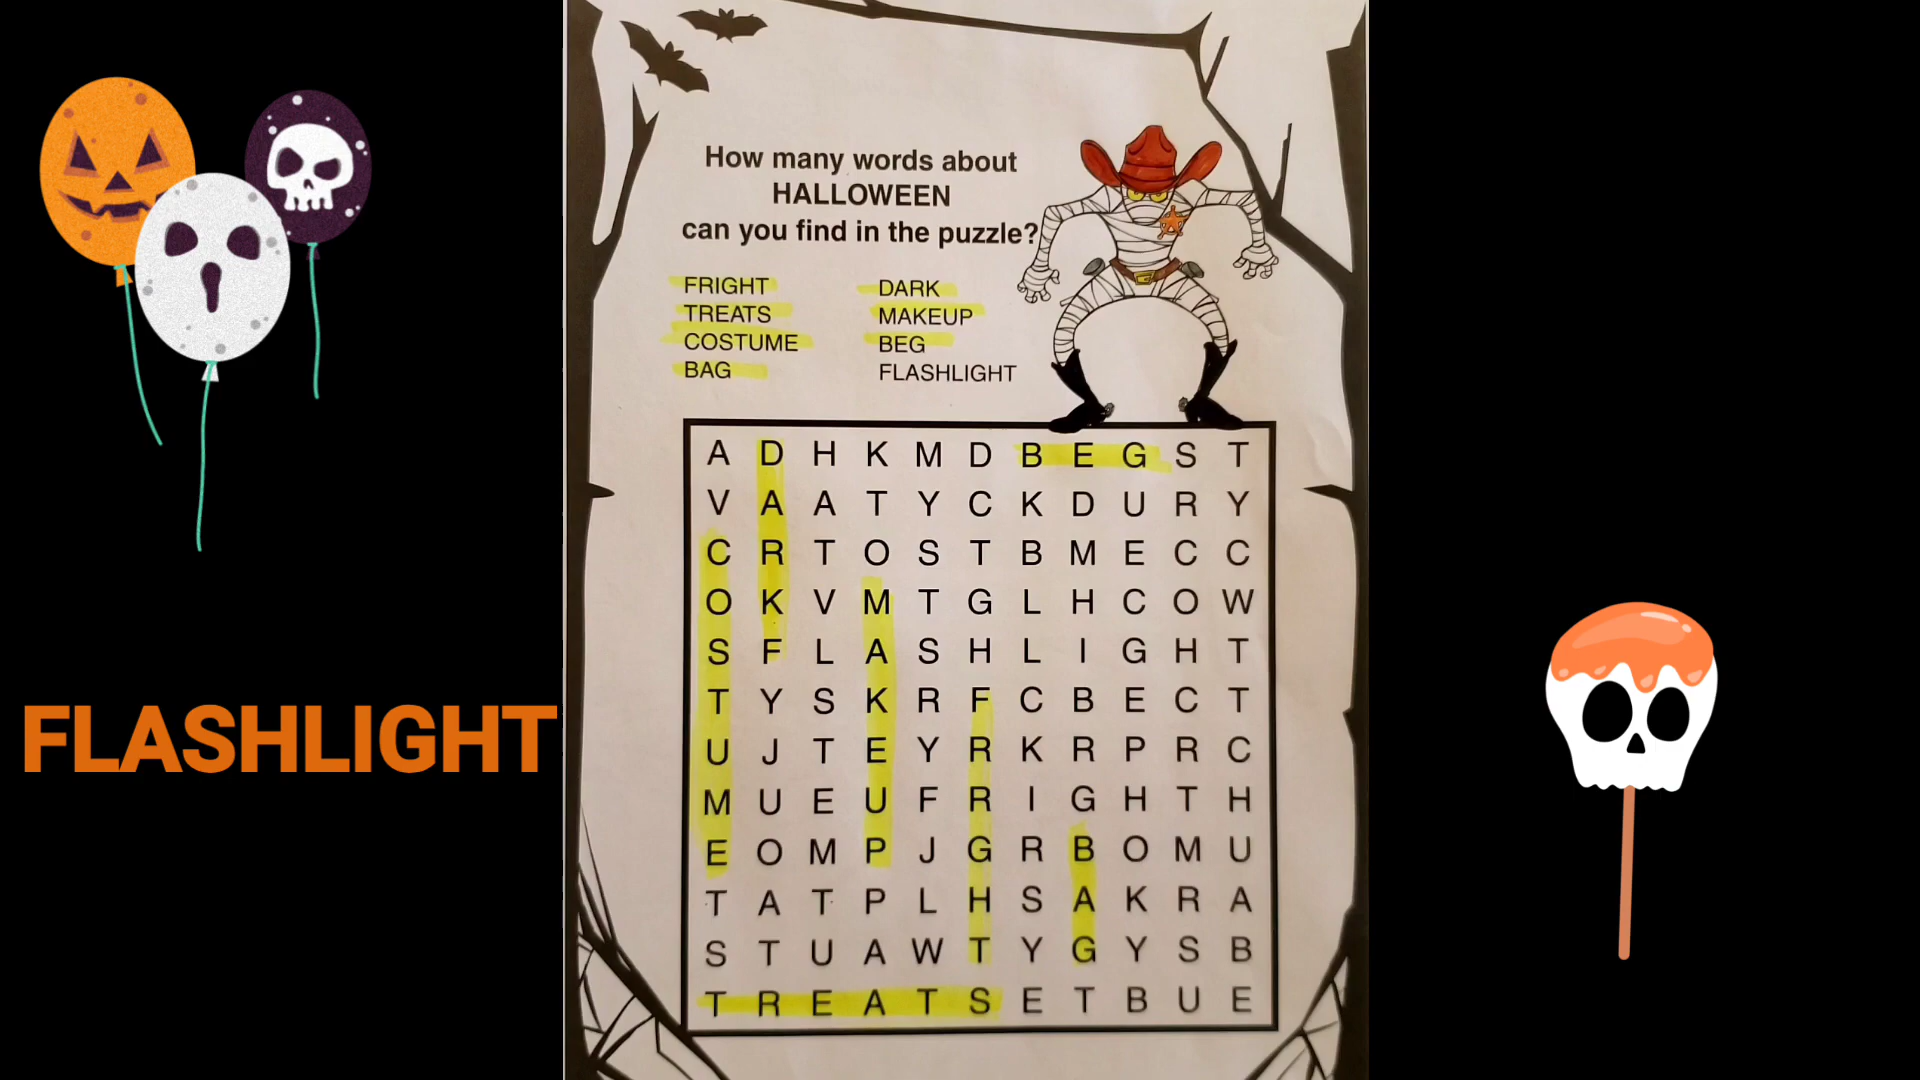 How many words about
HALLOWEEN
can you find in the puzzle?
FRIGHT DARK
TREATS MAKEUP
COSTUME BEG
BAG FLASHLIGHT
A D H K M D B E G S T
V A A T Y C K D U R Y
C R T O S T B M E C C
O K V M T G L H C O W
S F L A S H L I G H T
T Y S K R F C B E C T
U J T E Y R K R P R C
M U E U F R I G H T H
E O M P J G R B O M U
T A T P L H S A K R A
S T U A W T Y G Y S B
T R E A T S E T B U E
FLASHLIGHT